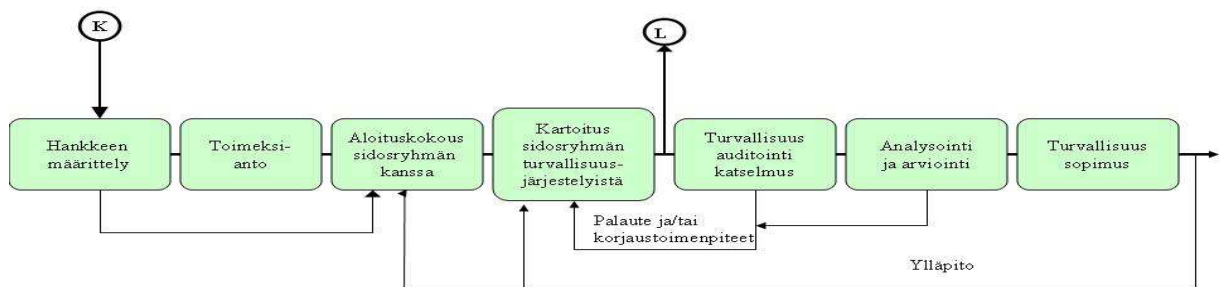 K
L
Hankkeen
määrittely
Toimeksi-
anto
Aloituskokous
sidosryhmän
kanssa
Kartoitus
sidosryhmän
turvallisuus-
järjestelyistä
Turvallisuus
auditointi
katselmus
Analysointi
ja arviointi
Turvallisuus
sopimus
Palaute ja/tai
korjaustoimenpiteet
Ylläpito